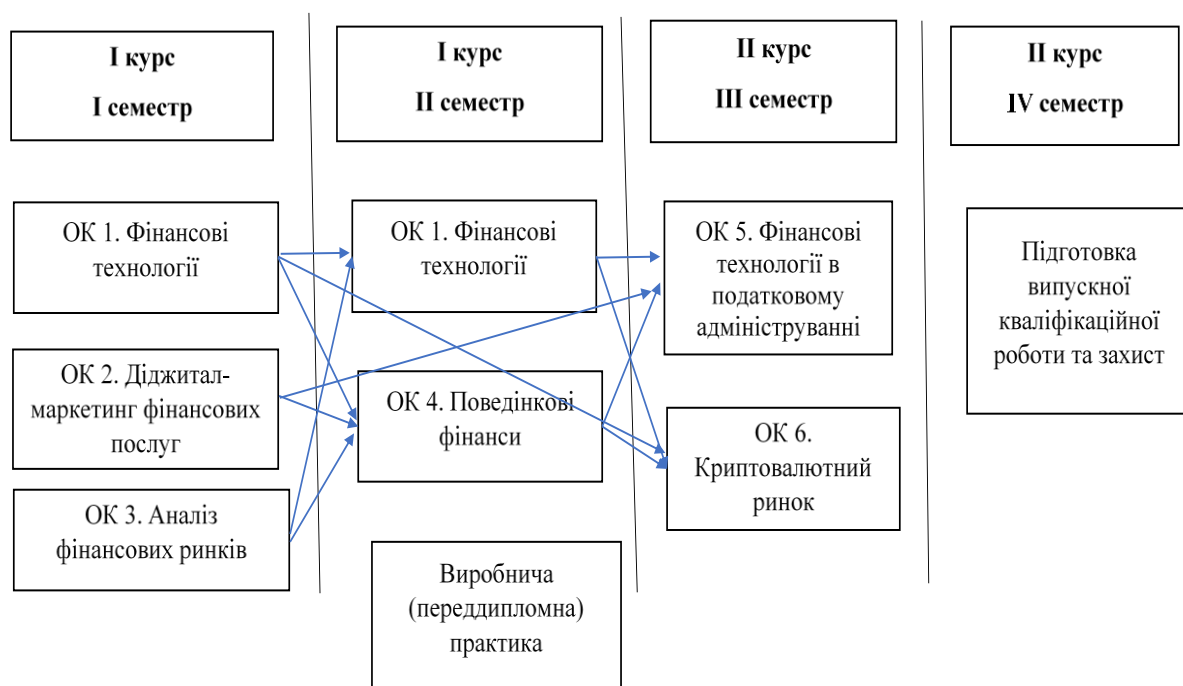 I курс
I семестр
I курс
II семестр
II курс
III семестр
II курс
IV семестр
ОК 1. Фінансові
технології
ОК 2. Діджитал-
маркетинг фінансових
послуг
ОК 3. Аналіз
фінансових ринків
ОК 1. Фінансові
технології
ОК 4. Поведінкові
фінанси
Виробнича
(переддипломна)
практика
ОК 5. Фінансові
технології в
податковому
адмініструванні
ОК 6.
Криптовалютний
ринок
Підготовка
випускної
кваліфікаційної
роботи та захист